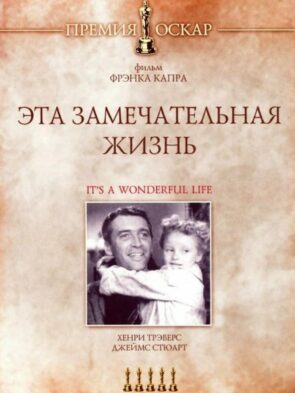 ПРЕМИЯ ОСКАР
фильм
ФРЭНКА КАПРА
ЭТА ЗАМЕЧАТЕЛЬНАЯ
ЖИЗНЬ
IT'S A WONDERFUL LIFE
ХЕНРИ ТРЭВЕРС
ДЖЕЙМС СТЮАРТ